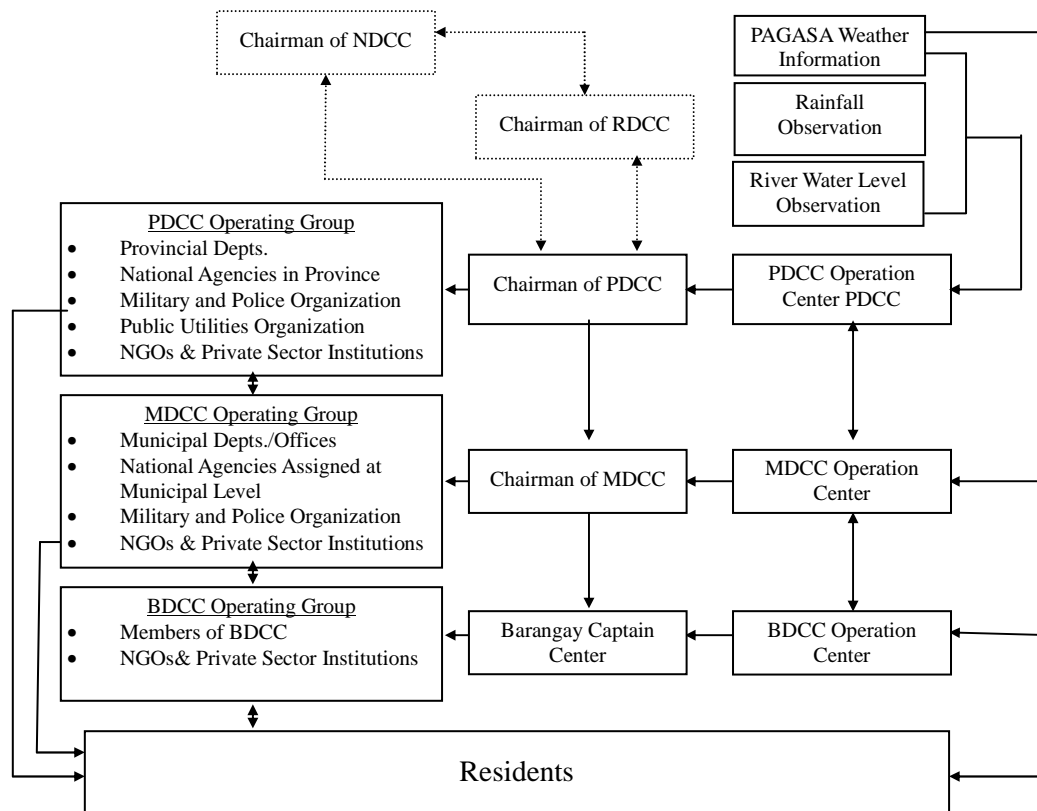 Chairman of NDCC
PAGASA Weather
Information
Chairman of RDCC
Rainfall
Observation
River Water Level
Observation
PDCC Operating Group
• Provincial Depts.
• National Agencies in Province
• Military and Police Organization
• Public Utilities Organization
• NGOs & Private Sector Institutions
Chairman of PDCC
PDCC Operation
Center PDCC
MDCC Operating Group
• Municipal Depts./Offices
• National Agencies Assigned at
Municipal Level
• Military and Police Organization
• NGOs & Private Sector Institutions
Chairman of MDCC
MDCC Operation
Center
BDCC Operating Group
• Members of BDCC
• NGOs& Private Sector Institutions
Barangay Captain
Center
BDCC Operation
Center
Residents